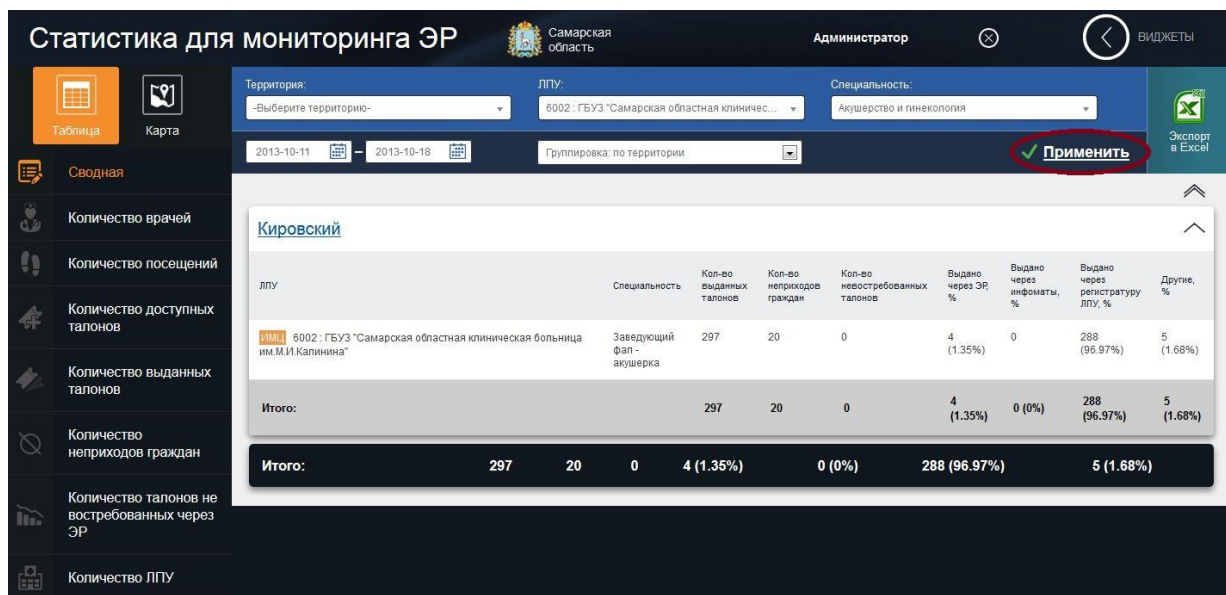 Статистика для мониторинга ЭР
Самарская
область
Администратор
ВИДЖЕТЫ
Таблица
Карта
Территория:
-Выберите территорию-
ЛПУ:
6002 : ГБУЗ "Самарская областная клиничес...
Специальность:
Акушерство и гинекология
2013-10-11 – 2013-10-18
Группировка: по территории
Применить
Экспорт
в Excel
Сводная
Количество врачей
Количество посещений
Количество доступных
талонов
Количество выданных
талонов
Количество
неприходов граждан
Количество талонов не
востребованных через
ЭР
Количество ЛПУ
Кировский
ЛПУ
Специальность
Кол-во
выданных
талонов
Кол-во
неприходов
граждан
Кол-во
невостребованных
талонов
Выдано
через ЭР,
%
Выдано
через
инфоматы,
%
Выдано
через
регистратуру
ЛПУ, %
Другие,
%
ИМЦ 6002 : ГБУЗ "Самарская областная клиническая больница
им.М.И.Калинина"
Заведующий
фап -
акушерка
297
20
0
4
(1.35%)
0
288
(96.97%)
5
(1.68%)
Итого:
297
20
0
4
(1.35%)
0 (0%)
288
(96.97%)
5
(1.68%)
Итого: 297 20 0 4 (1.35%) 0 (0%) 288 (96.97%) 5 (1.68%)